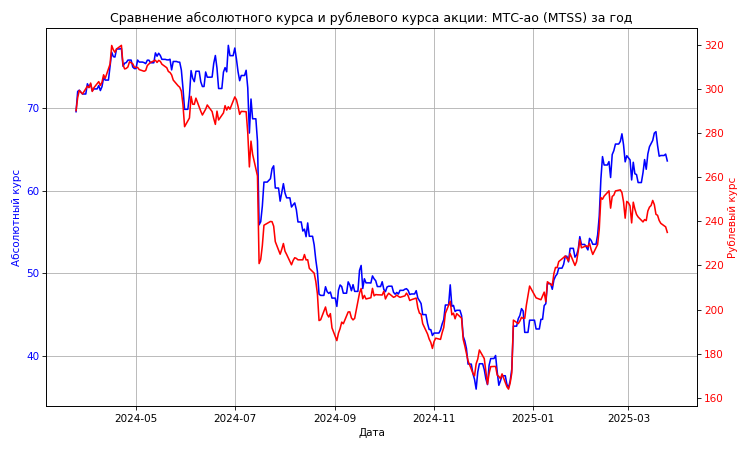 Сравнение абсолютного курса и рублевого курса акции: МТС-ао (MTSS) за год
Абсолютный курс
70
60
50
40
320
300
280
260
240
220
200
180
160
Рублевый курс
2024-05 2024-07 2024-09 2024-11 2025-01 2025-03
Дата